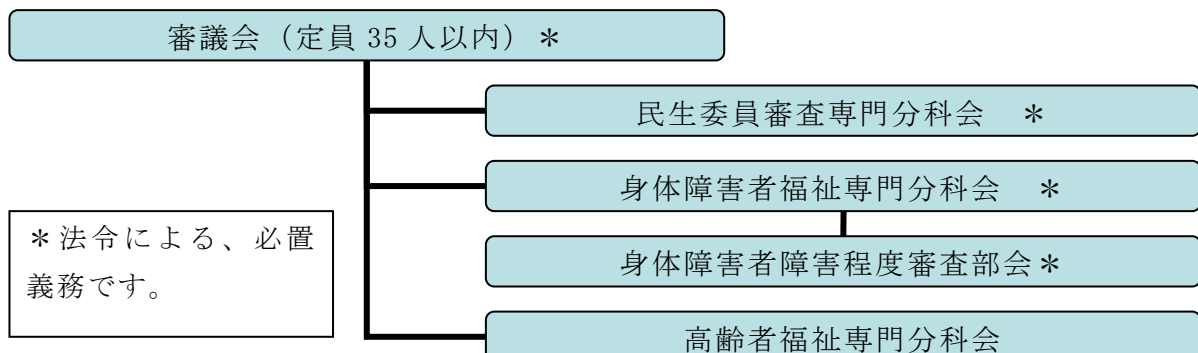 審議会（定員 35 人以内）＊
民生委員審査専門分科会　＊
身体障害者福祉専門分科会　＊
＊法令による、必置
義務です。
身体障害者障害程度審査部会＊
高齢者福祉専門分科会